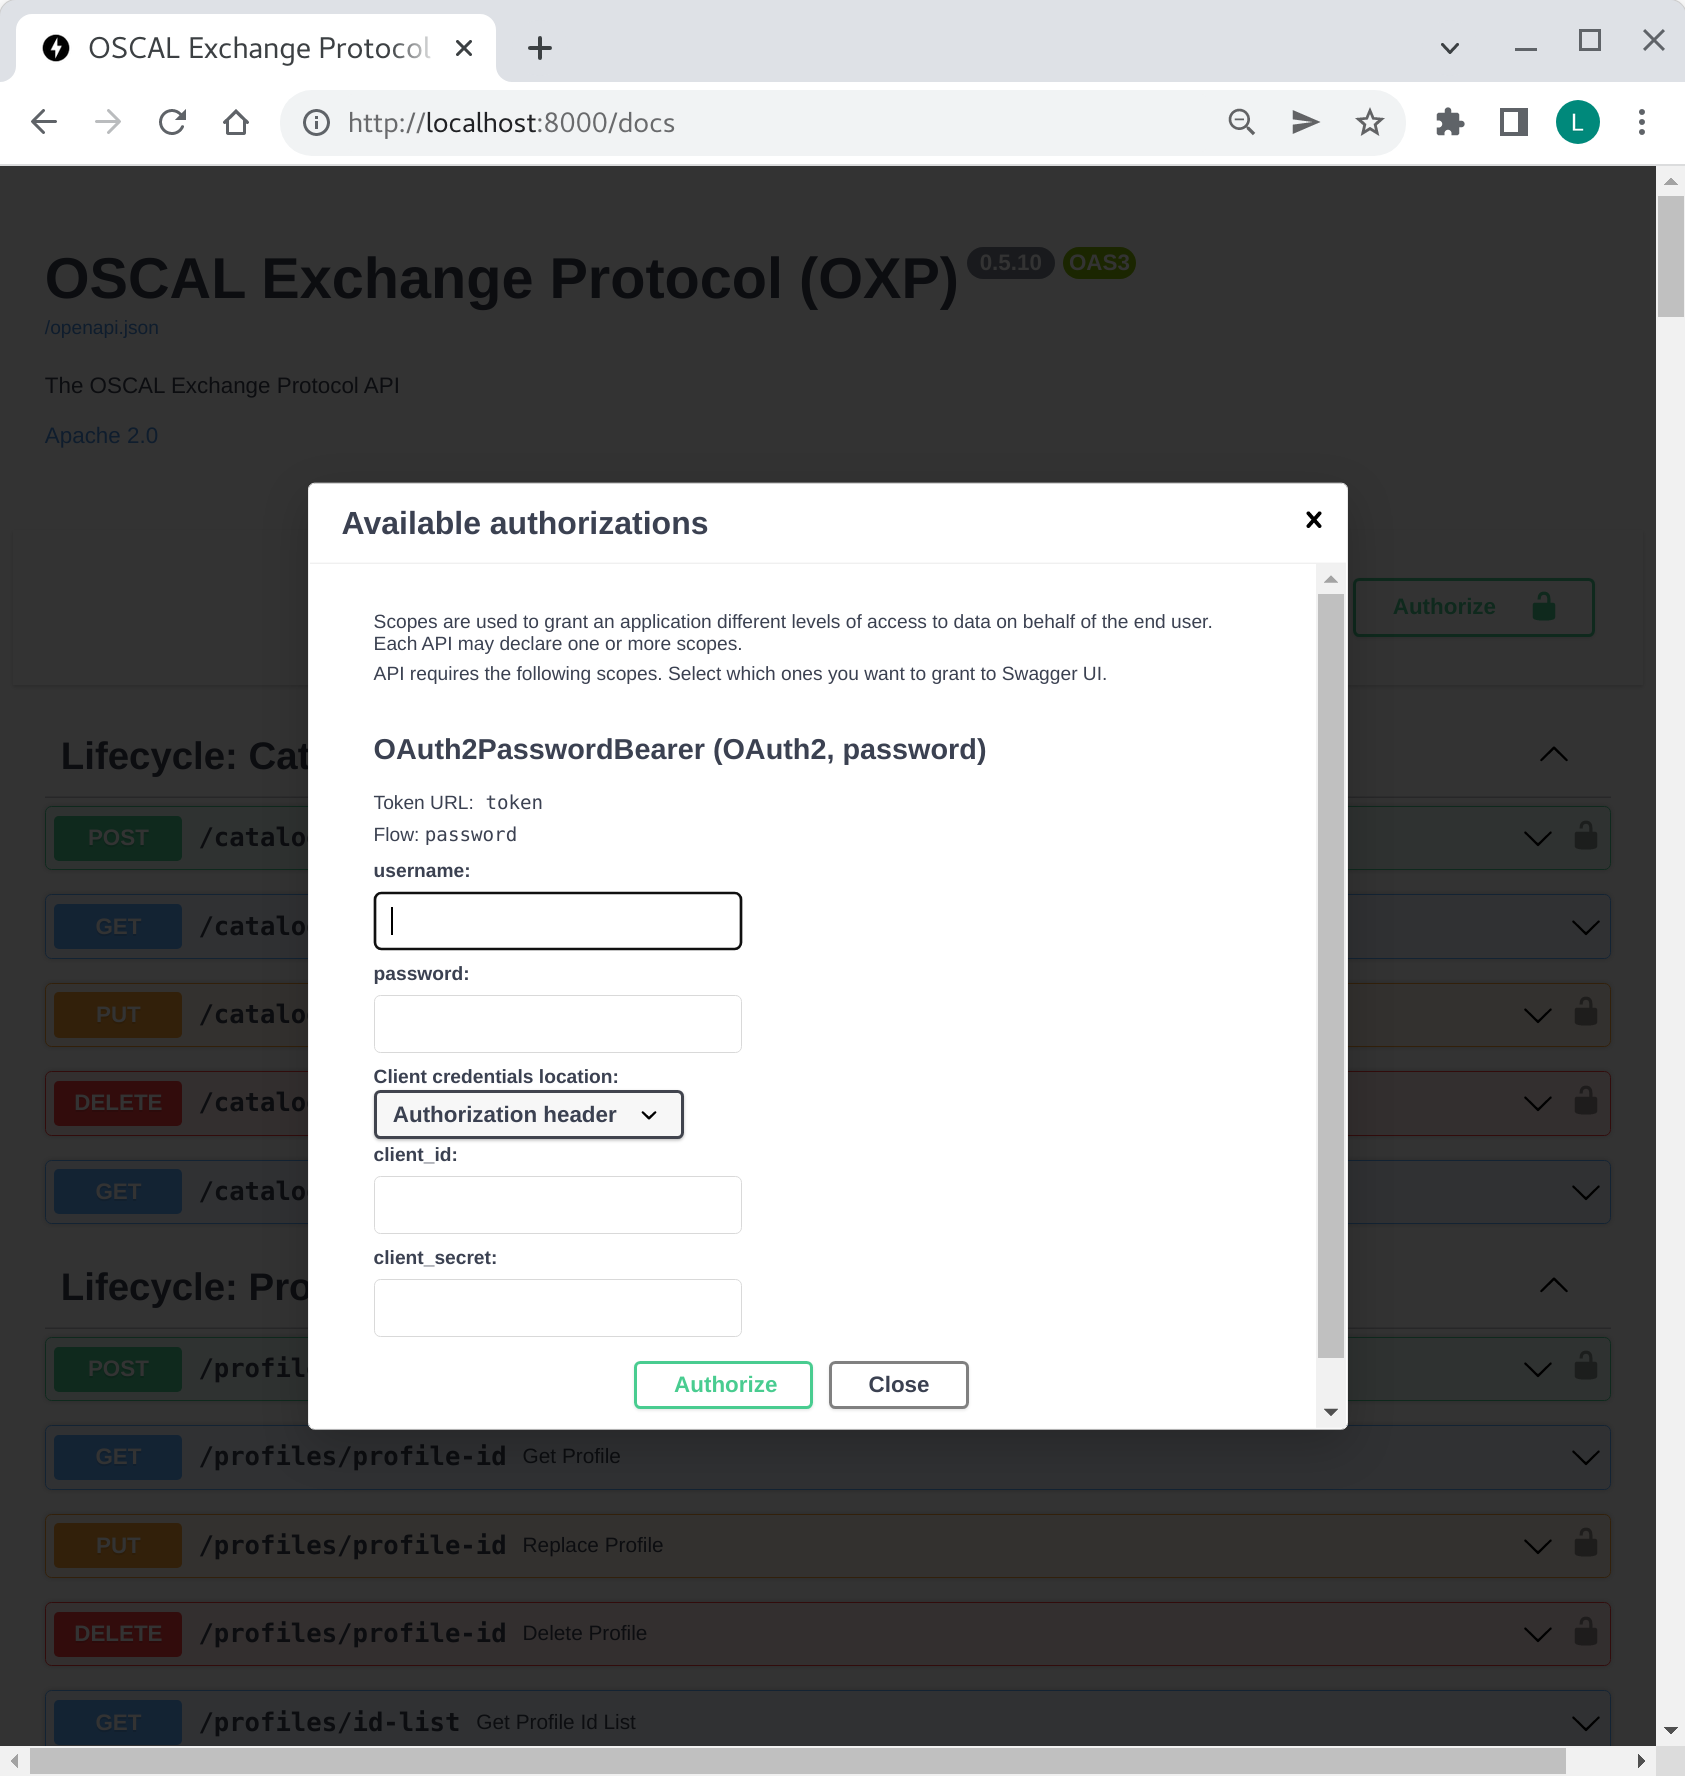 OSCAL Exchange Protocol
http://localhost:8000/docs
L
OSCAL Exchange Protocol (OXP) 0.5.10 OAS3
/openapi.json
The OSCAL Exchange Protocol API
Apache 2.0
Authorize
Available authorizations
Scopes are used to grant an application different levels of access to data on behalf of the end user.
Each API may declare one or more scopes.
API requires the following scopes. Select which ones you want to grant to Swagger UI.
OAuth2PasswordBearer (OAuth2, password)
Token URL: token
Flow: password
username:
password:
Client credentials location:
Authorization header
client_id:
client_secret:
Authorize Close
Lifecycle: Cat
POST /catalo
GET /catalo
PUT /catalo
DELETE /catalo
GET /catalo
Lifecycle: Pro
POST /profil
GET /profiles/profile-id Get Profile
PUT /profiles/profile-id Replace Profile
DELETE /profiles/profile-id Delete Profile
GET /profiles/id-list Get Profile Id List